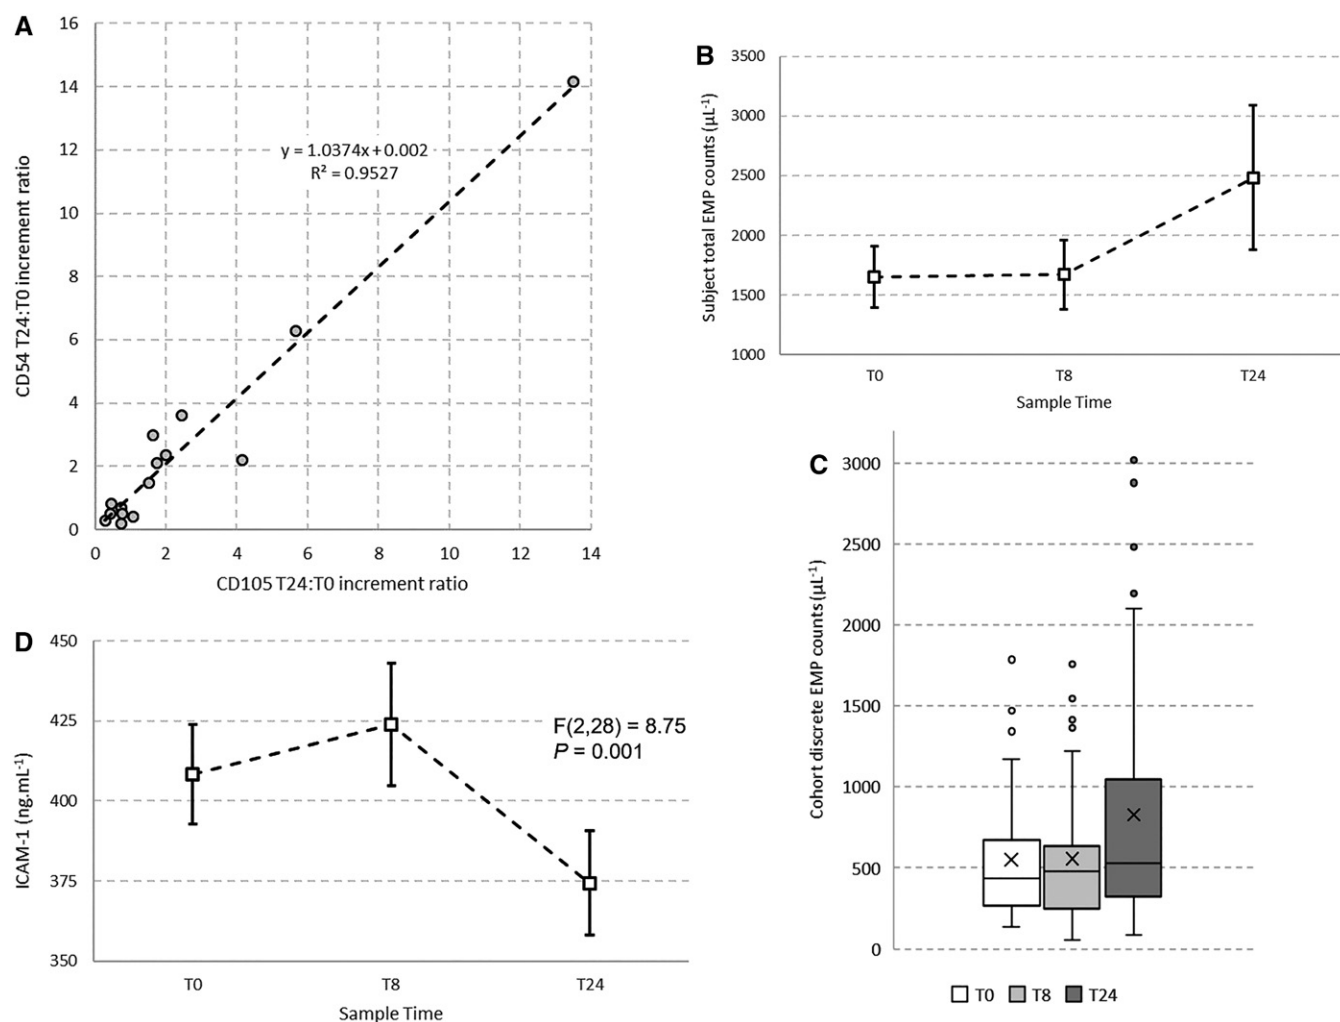 A
16
14
12
10
8
6
4
2
0
0 2 4 6 8 10 12 14
CD54 T24:T0 increment ratio
CD105 T24:T0 increment ratio
y = 1.0374x + 0.002
R² = 0.9527
B
3500
3000
2500
2000
1500
1000
T0 T8 T24
Subject total EMP counts (µL⁻¹)
Sample Time
C
3000
2500
2000
1500
1000
500
0
Cohort discrete EMP counts (µL⁻¹)
T0 T8 T24
D
450
425
400
375
350
ICAM-1 (ng.mL⁻¹)
F(2,28) = 8.75
P = 0.001
T0 T8 T24
Sample Time